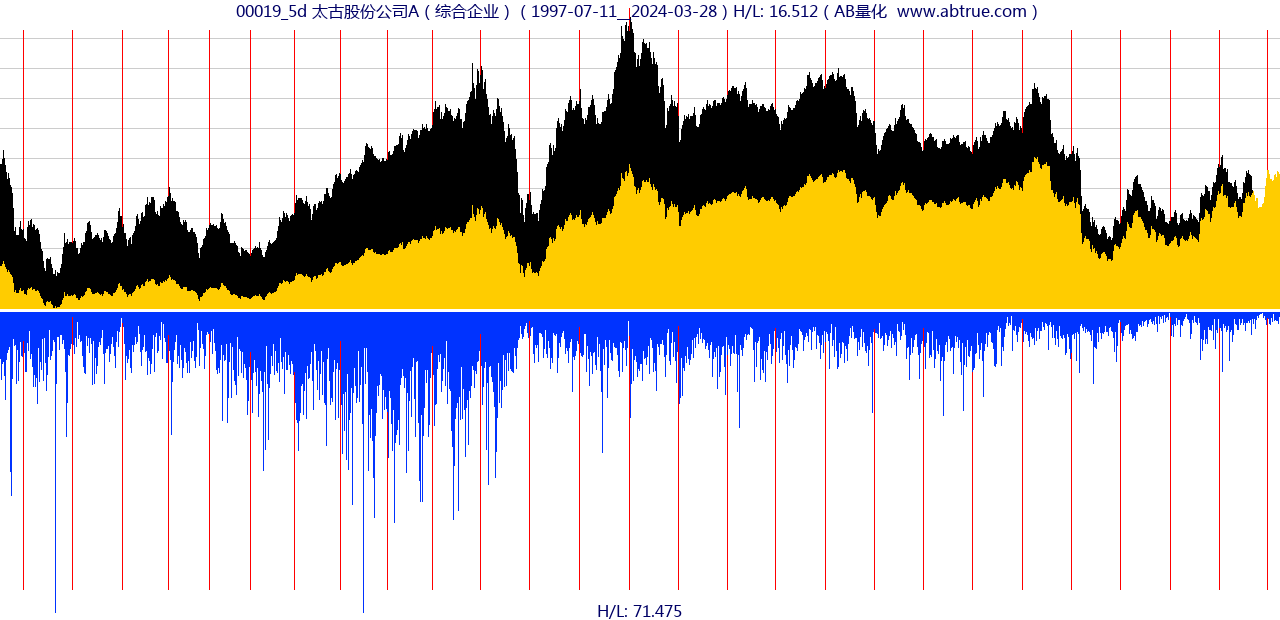 00019_5d 太古股份公司A ( 综合企业 ) ( 1997-07-11__2024-03-28 ) H/L: 16.512 ( AB量化  www.abtrue.com )
H/L: 71.475